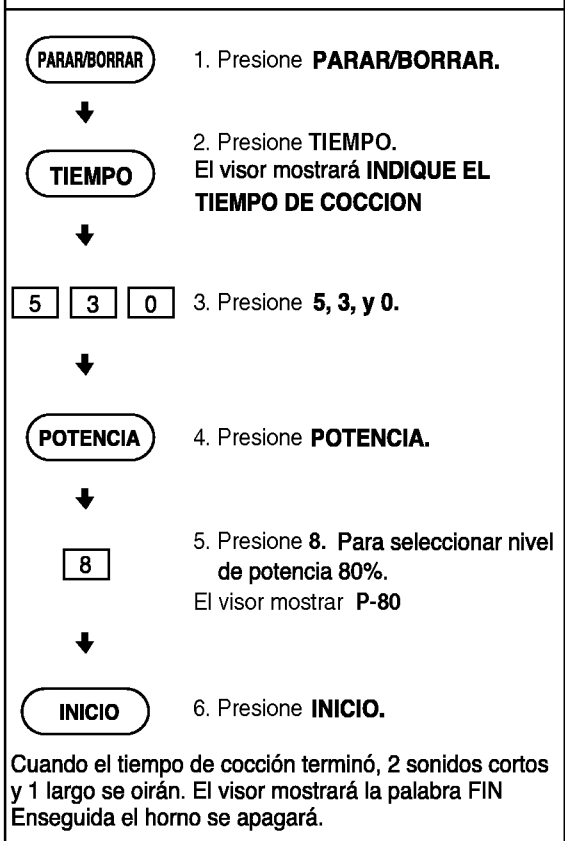 PARAR/BORRAR
1. Presione PARAR/BORRAR.
TIEMPO
2. Presione TIEMPO.
El visor mostrará INDIQUE EL
TIEMPO DE COCCION
5 3 0
3. Presione 5, 3, y 0.
POTENCIA
4. Presione POTENCIA.
8
5. Presione 8. Para seleccionar nivel
de potencia 80%.
El visor mostrar P-80
INICIO
6. Presione INICIO.
Cuando el tiempo de cocción terminó, 2 sonidos cortos
y 1 largo se oirán. El visor mostrará la palabra FIN
Enseguida el horno se apagará.